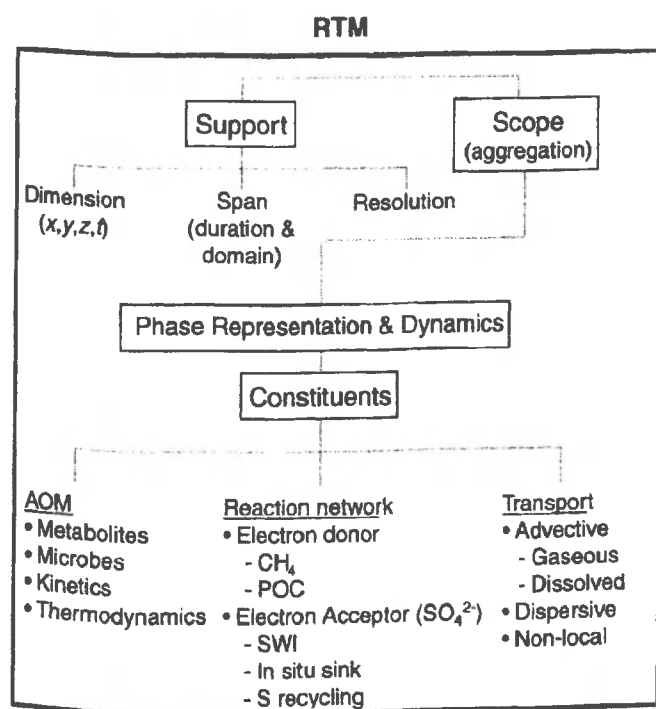 RTM
Support
Scope
(aggregation)
Dimension
(x,y,z,t)
Span
(duration &
domain)
Resolution
Phase Representation & Dynamics
Constituents
AOM
• Metabolites
• Microbes
• Kinetics
• Thermodynamics
Reaction network
• Electron donor
- CH₄
- POC
• Electron Acceptor (SO₄²⁻)
- SWI
- In situ sink
- S recycling
Transport
• Advective
- Gaseous
- Dissolved
• Dispersive
• Non-local